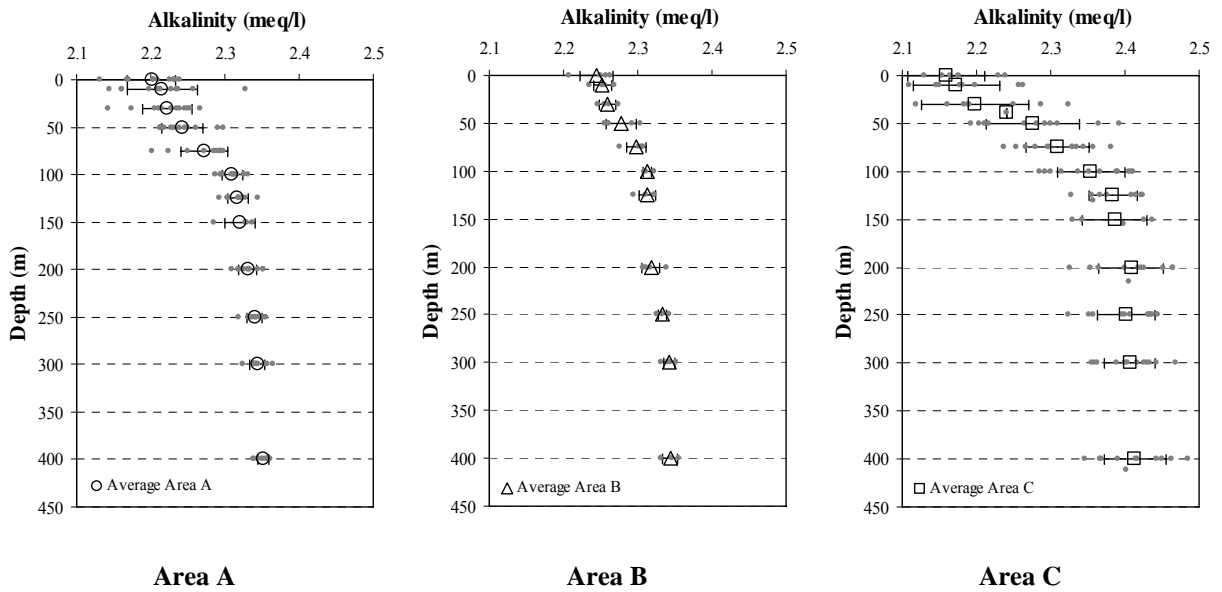 Alkalinity (meq/l)
2.1 2.2 2.3 2.4 2.5
0
50
100
150
200
250
300
350
400
450
Depth (m)
Average Area A
Area A
Alkalinity (meq/l)
2.1 2.2 2.3 2.4 2.5
0
50
100
150
200
250
300
350
400
450
Depth (m)
Average Area B
Area B
Alkalinity (meq/l)
2.1 2.2 2.3 2.4 2.5
0
50
100
150
200
250
300
350
400
450
Depth (m)
Average Area C
Area C